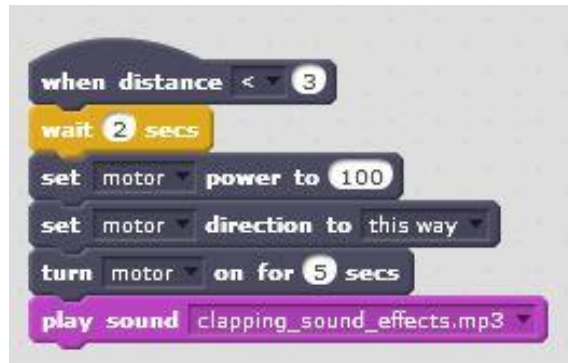 when distance < 3
wait 2 secs
set motor power to 100
set motor direction to this way
turn motor on for 5 secs
play sound clapping_sound_effects.mp3